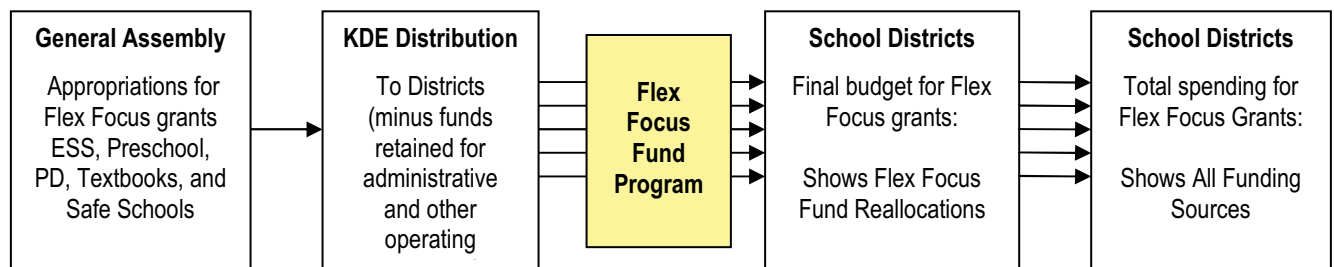 General Assembly
Appropriations for
Flex Focus grants
ESS, Preschool,
PD, Textbooks, and
Safe Schools
KDE Distribution
To Districts
(minus funds
retained for
administrative
and other
operating
Flex
Focus
Fund
Program
School Districts
Final budget for Flex
Focus grants:
Shows Flex Focus
Fund Reallocations
School Districts
Total spending for
Flex Focus Grants:
Shows All Funding
Sources